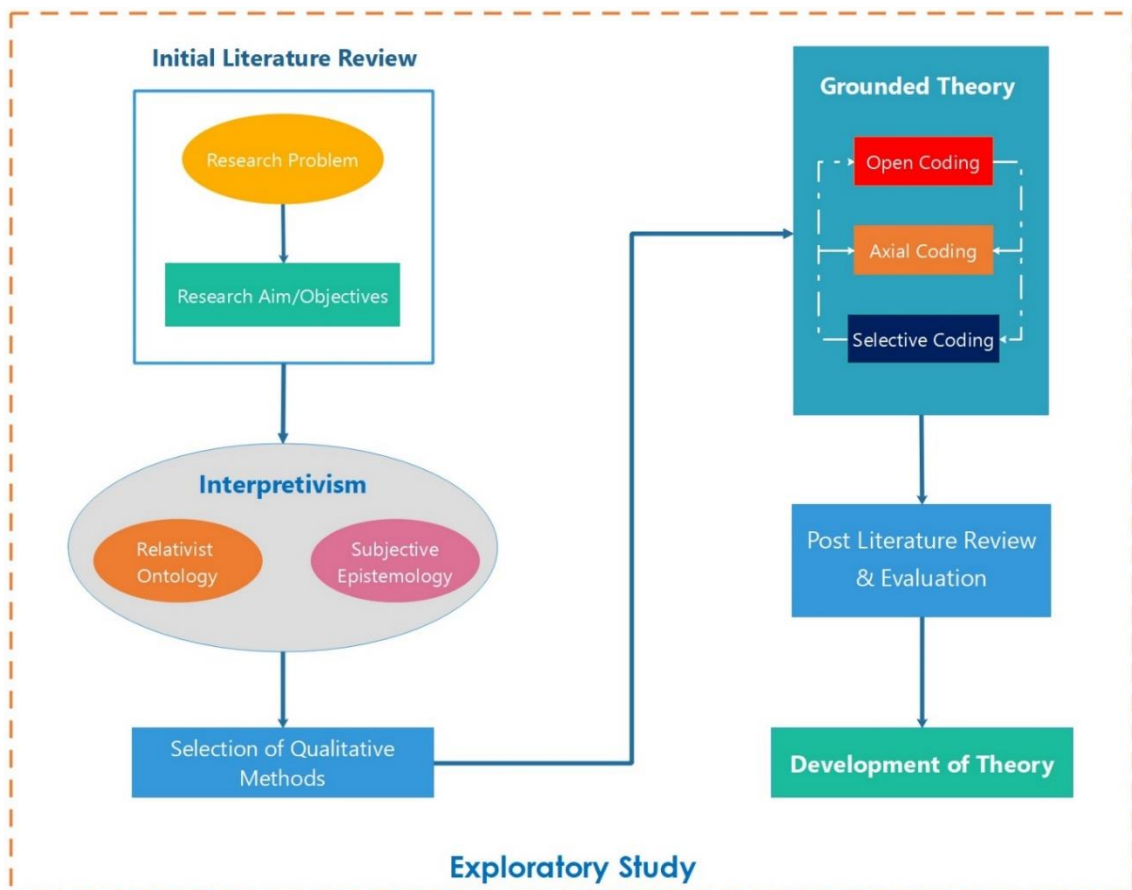 Initial Literature Review
Research Problem
Research Aim/Objectives
Interpretivism
Relativist
Ontology
Subjective
Epistemology
Selection of Qualitative
Methods
Grounded Theory
Open Coding
Axial Coding
Selective Coding
Post Literature Review
& Evaluation
Development of Theory
Exploratory Study